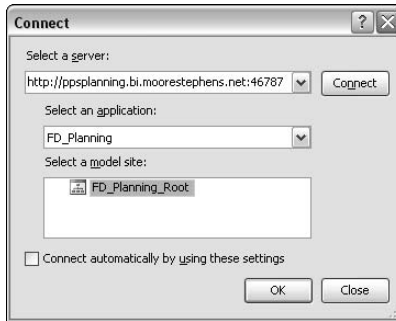 Connect
Select a server:
http://ppsplanning.bi.moorestephens.net:46787
Connect
Select an application:
FD_Planning
Select a model site:
FD_Planning_Root
Connect automatically by using these settings
OK
Close